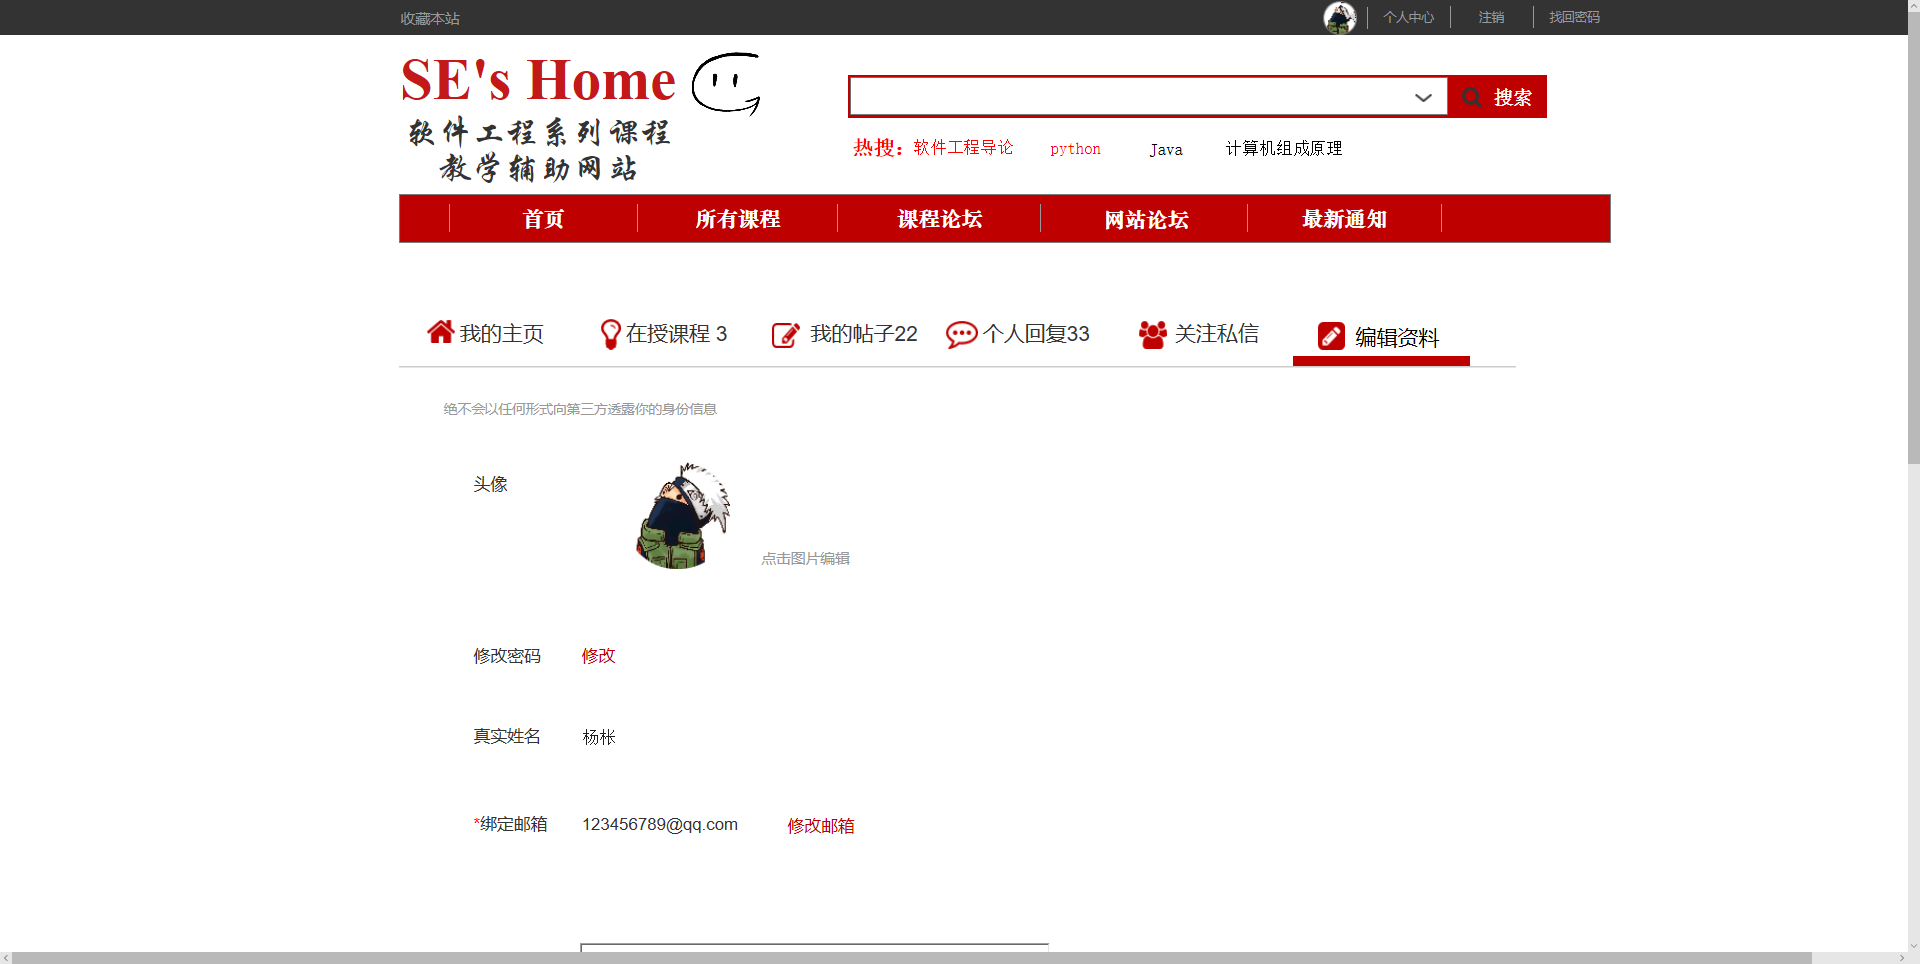 收藏本站
个人中心
注销
找回密码
SE's Home
软件工程系列课程
教学辅助网站
搜索
热搜：
软件工程导论
python
Java
计算机组成原理
首页
所有课程
课程论坛
网站论坛
最新通知
我的主页
在授课程 3
我的帖子22
个人回复33
关注私信
编辑资料
绝不会以任何形式向第三方透露你的身份信息
头像
点击图片编辑
修改密码
修改
真实姓名
杨枨
*绑定邮箱
123456789@qq.com
修改邮箱